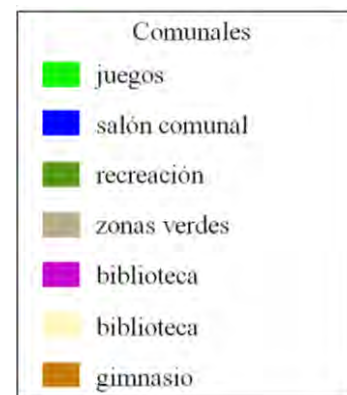 Comunales
juegos
salón comunal
recreación
zonas verdes
biblioteca
biblioteca
gimnasio